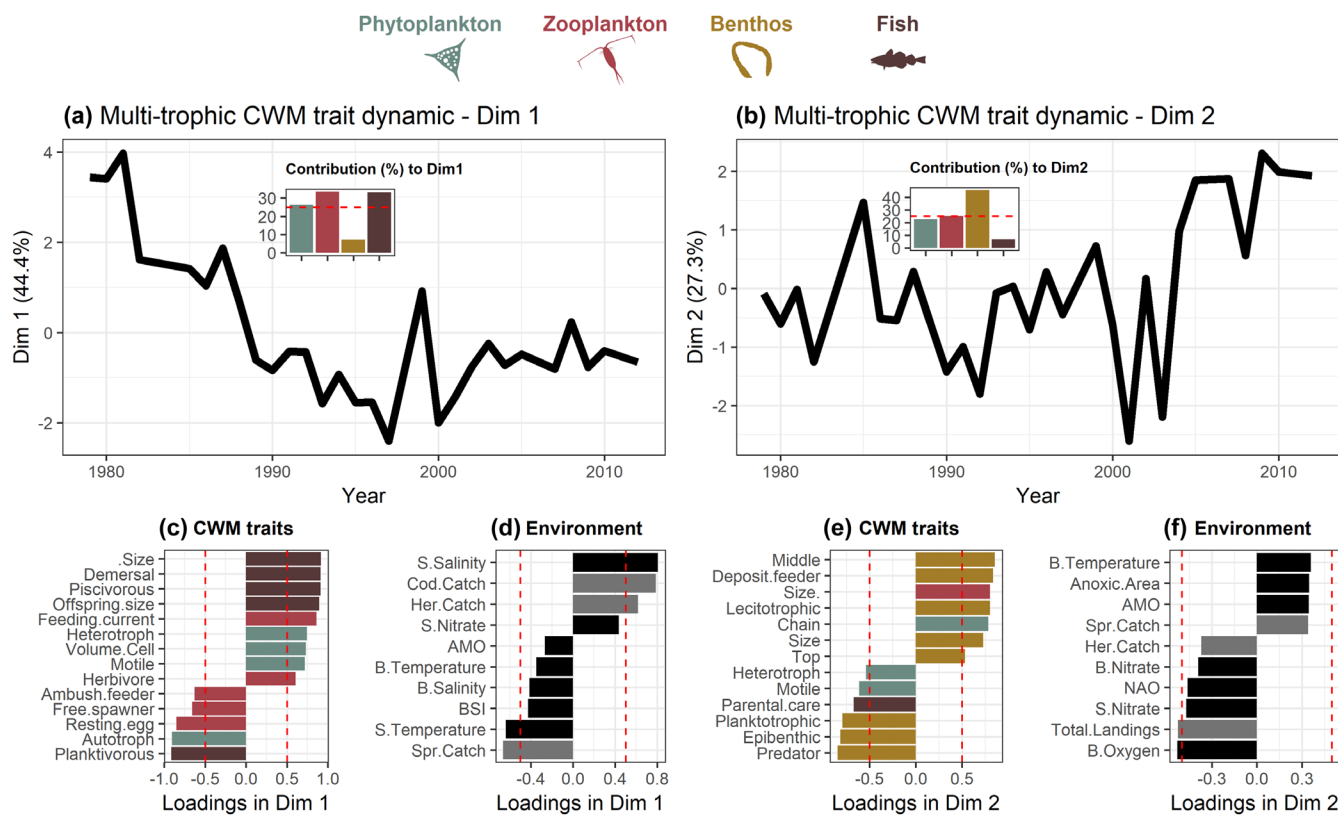 Phytoplankton Zooplankton Benthos Fish
(a) Multi-trophic CWM trait dynamic - Dim 1
Dim 1 (44.4%)
4
2
0
-2
Contribution (%) to Dim1
30
20
10
0
1980 1990 2000 2010
Year
(b) Multi-trophic CWM trait dynamic - Dim 2
Dim 2 (27.3%)
2
1
0
-1
-2
Contribution (%) to Dim2
40
30
20
10
0
1980 1990 2000 2010
Year
(c) CWM traits
.Size
Demersal
Piscivorous
Offspring.size
Feeding.current
Heterotroph
Volume.Cell
Motile
Herbivore
Ambush.feeder
Free.spawner
Resting.egg
Autotroph
Planktivorous
-1.0 -0.5 0.0 0.5 1.0
Loadings in Dim 1
(d) Environment
S.Salinity
Cod.Catch
Her.Catch
S.Nitrate
AMO
B.Temperature
B.Salinity
BSI
S.Temperature
Spr.Catch
-0.4 0.0 0.4 0.8
Loadings in Dim 1
(e) CWM traits
Middle
Deposit.feeder
Size.
Lecitotrophic
Chain
Size
Top
Heterotroph
Motile
Parental.care
Planktotrophic
Epibenthic
Predator
-0.5 0.0 0.5
Loadings in Dim 2
(f) Environment
B.Temperature
Anoxic.Area
AMO
Spr.Catch
Her.Catch
B.Nitrate
NAO
S.Nitrate
Total.Landings
B.Oxygen
-0.3 0.0 0.3
Loadings in Dim 2